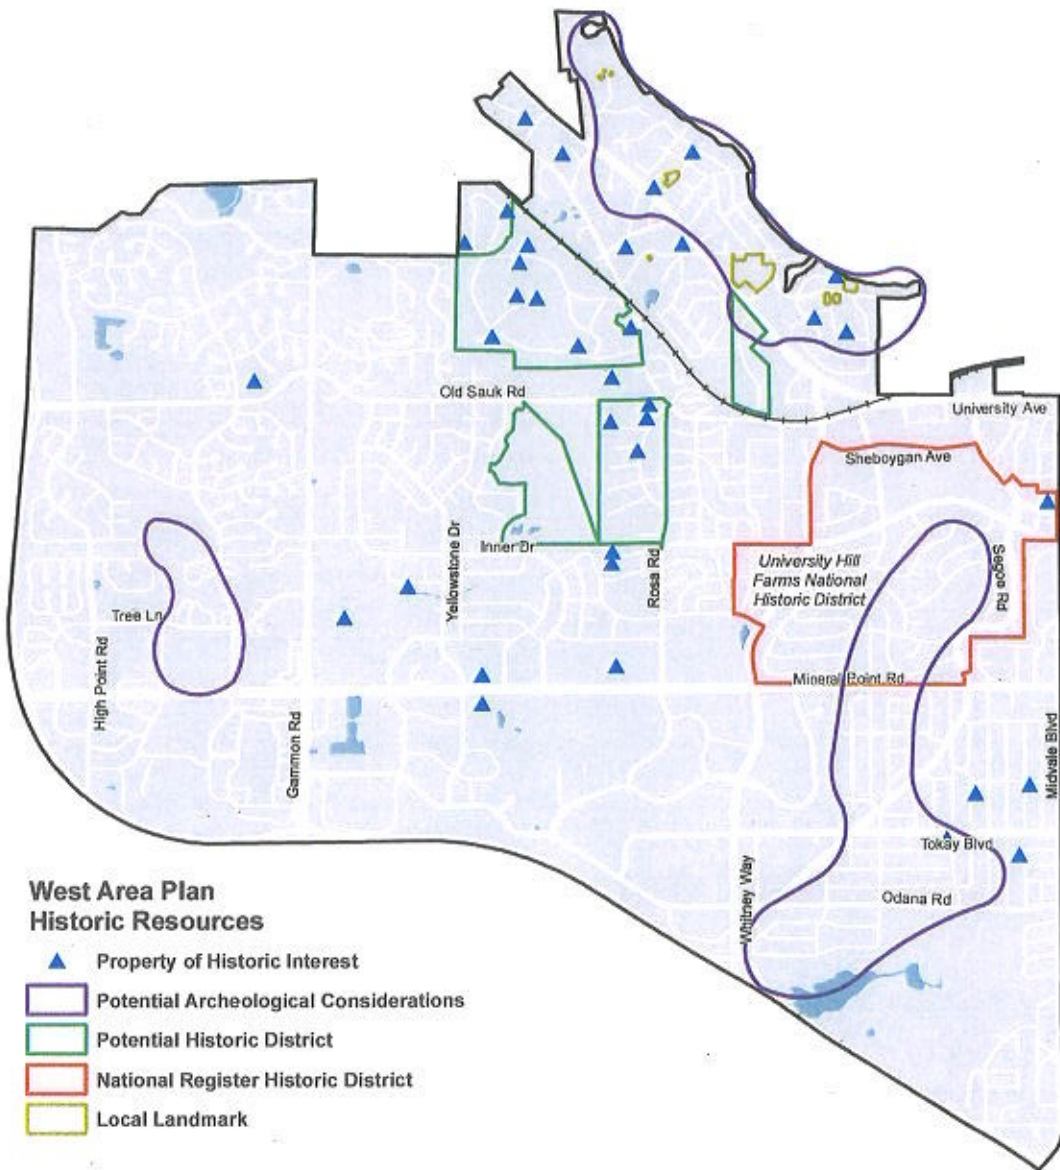 Old Sauk Rd
University Ave
Sheboygan Ave
Yellowstone Dr
Inner Dr
Rosa Rd
University Hill
Farms National
Historic District
Segoe Rd
Tree Ln
High Point Rd
Mineral Point Rd
Gammon Rd
Midvale Blvd
Tokay Blvd
Whitney Way
Odana Rd
West Area Plan
Historic Resources
Property of Historic Interest
Potential Archeological Considerations
Potential Historic District
National Register Historic District
Local Landmark